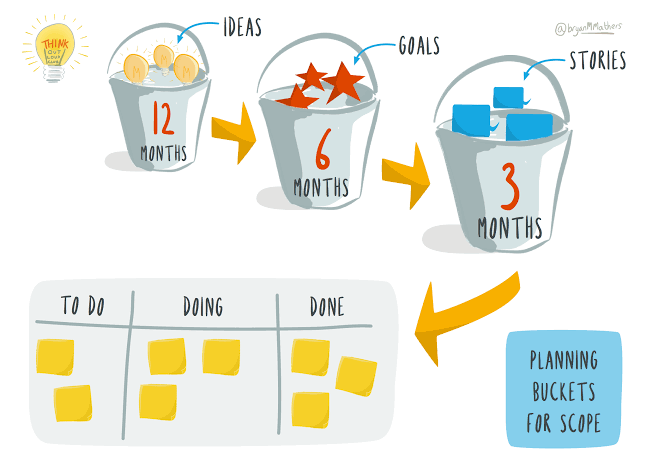 THINK
OUT
LOUD
CLUB
IDEAS
@bryanMMathers
GOALS
STORIES
12
MONTHS
6
MONTHS
3
MONTHS
TO DO
DOING
DONE
PLANNING
BUCKETS
FOR SCOPE